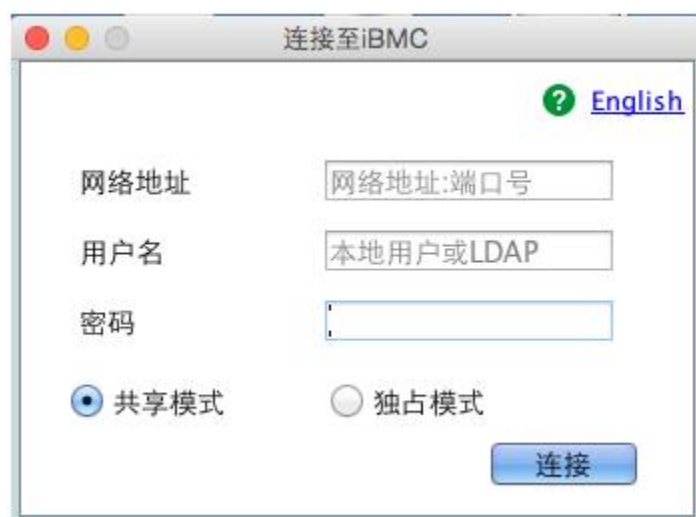 连接至iBMC
? English
网络地址 网络地址:端口号
用户名 本地用户或LDAP
密码
共享模式 独占模式
连接